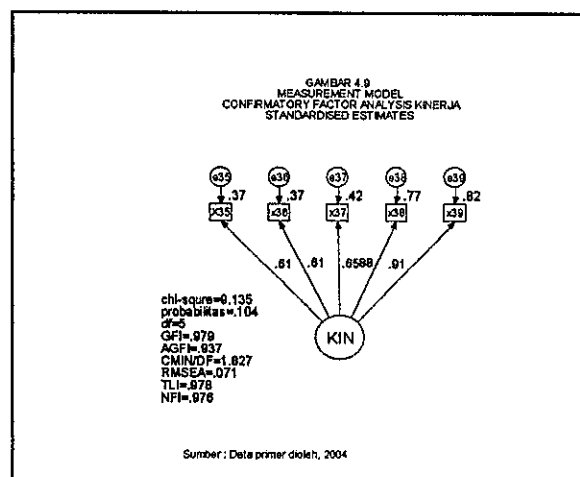 GAMBAR 4.9
MEASUREMENT MODEL
CONFIRMATORY FACTOR ANALYSIS KINERJA
STANDARDISED ESTIMATES
e35 e36 e37 e38 e39
.37 .37 .42 .77 .82
X35 x36 x37 x38 x39
.61 .61 .6588 .91
chi-squre=9.135
probabilitas=.104
df=5
GFI=.979
AGFI=.937
CMIN/DF=1.827
RMSEA=.071
TLI=.978
NFI=.976
KIN
Sumber : Data primer diolah, 2004